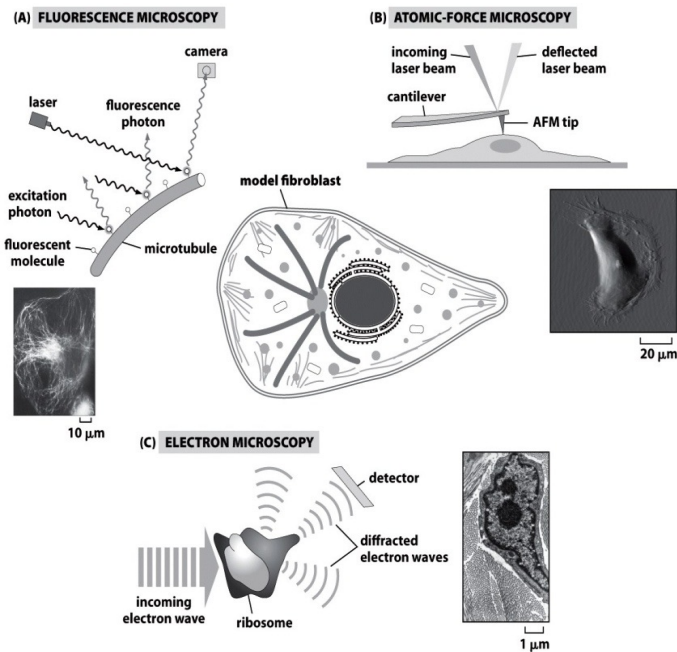 (A) FLUORESCENCE MICROSCOPY
camera
laser
fluorescence
photon
excitation
photon
fluorescent
molecule
microtubule
10 μm
(B) ATOMIC-FORCE MICROSCOPY
incoming
laser beam
deflected
laser beam
cantilever
AFM tip
model fibroblast
20 μm
(C) ELECTRON MICROSCOPY
detector
diffracted
electron waves
incoming
electron wave
ribosome
1 μm